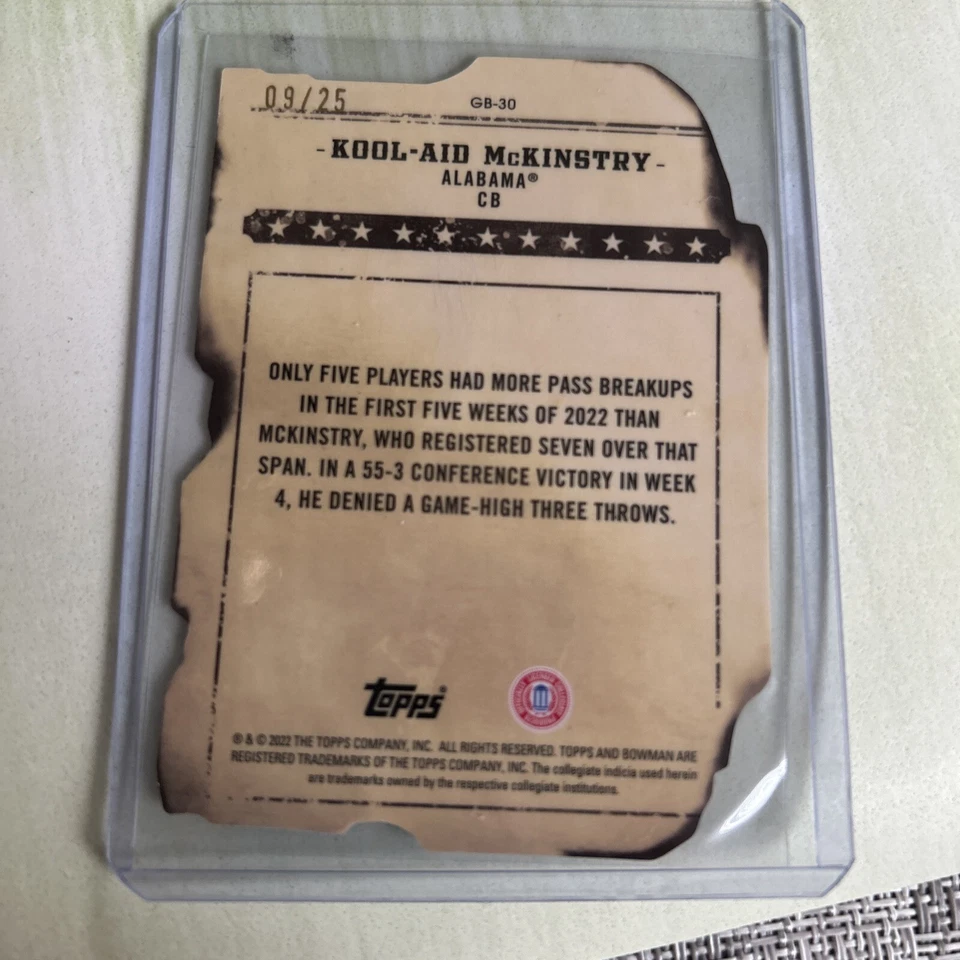 09/25
GB-30
- KOOL-AID McKINSTRY -
ALABAMA®
CB
ONLY FIVE PLAYERS HAD MORE PASS BREAKUPS
IN THE FIRST FIVE WEEKS OF 2022 THAN
MCKINSTRY, WHO REGISTERED SEVEN OVER THAT
SPAN. IN A 55-3 CONFERENCE VICTORY IN WEEK
4, HE DENIED A GAME-HIGH THREE THROWS.
Topps®
OFFICIALLY LICENSED COLLEGIATE PRODUCTS
® & © 2022 THE TOPPS COMPANY, INC. ALL RIGHTS RESERVED. TOPPS AND BOWMAN ARE
REGISTERED TRADEMARKS OF THE TOPPS COMPANY, INC. The collegiate indicia used herein
are trademarks owned by the respective collegiate institutions.